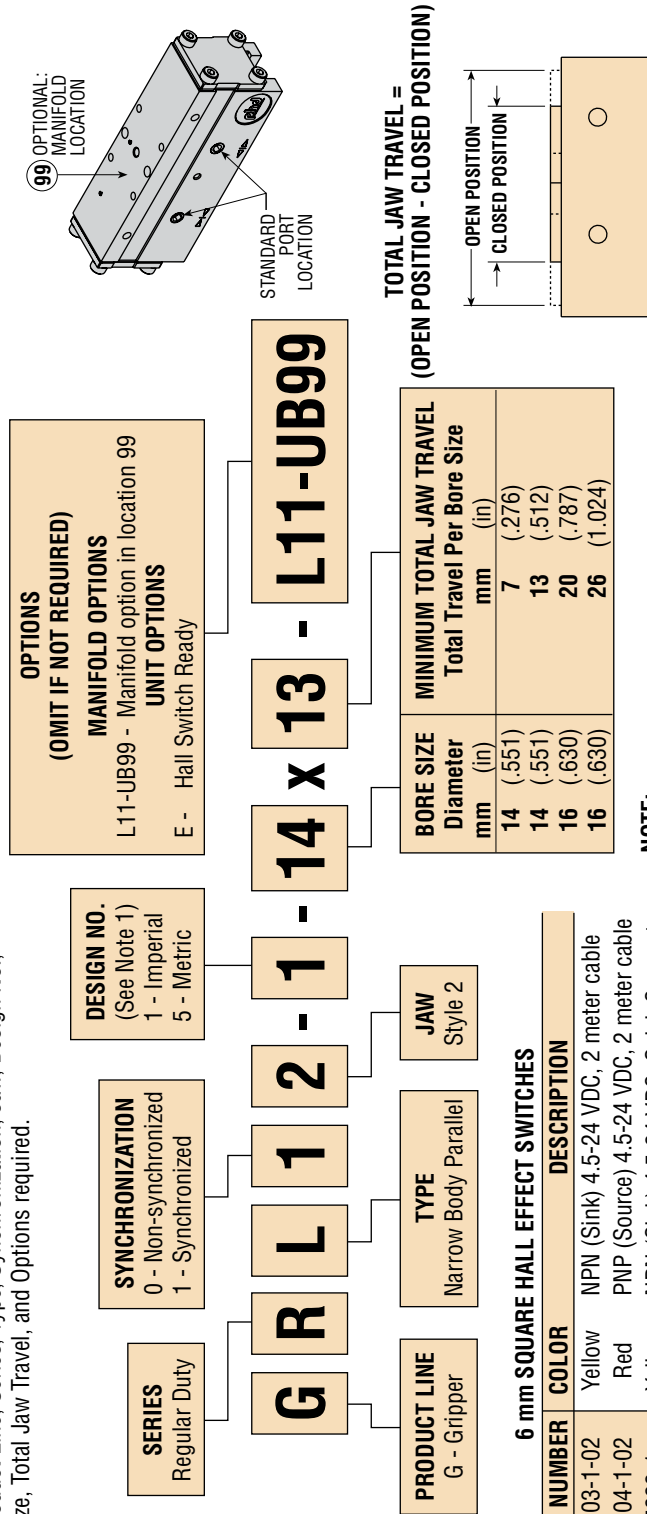 Size, Total Jaw Travel, and Options required.
SERIES
Regular Duty
SYNCHRONIZATION
0 - Non-synchronized
1 - Synchronized
DESIGN NO.
(See Note 1)
1 - Imperial
5 - Metric
OPTIONS
(OMIT IF NOT REQUIRED)
MANIFOLD OPTIONS
L11-UB99 - Manifold option in location 99
UNIT OPTIONS
E - Hall Switch Ready
99 OPTIONAL:
MANIFOLD
LOCATION
STANDARD
PORT
LOCATION
G R L 1 2 - 1 - 14 x 13 - L11-UB99
PRODUCT LINE
G - Gripper
TYPE
Narrow Body Parallel
JAW
Style 2
BORE SIZE MINIMUM TOTAL JAW TRAVEL
Diameter Total Travel Per Bore Size
mm (in) mm (in)
14 (.551) 7 (.276)
14 (.551) 13 (.512)
16 (.630) 20 (.787)
16 (.630) 26 (1.024)
TOTAL JAW TRAVEL =
(OPEN POSITION - CLOSED POSITION)
OPEN POSITION
CLOSED POSITION
6 mm SQUARE HALL EFFECT SWITCHES
NUMBER COLOR DESCRIPTION
03-1-02 Yellow NPN (Sink) 4.5-24 VDC, 2 meter cable
04-1-02 Red PNP (Source) 4.5-24 VDC, 2 meter cable
NOTE: